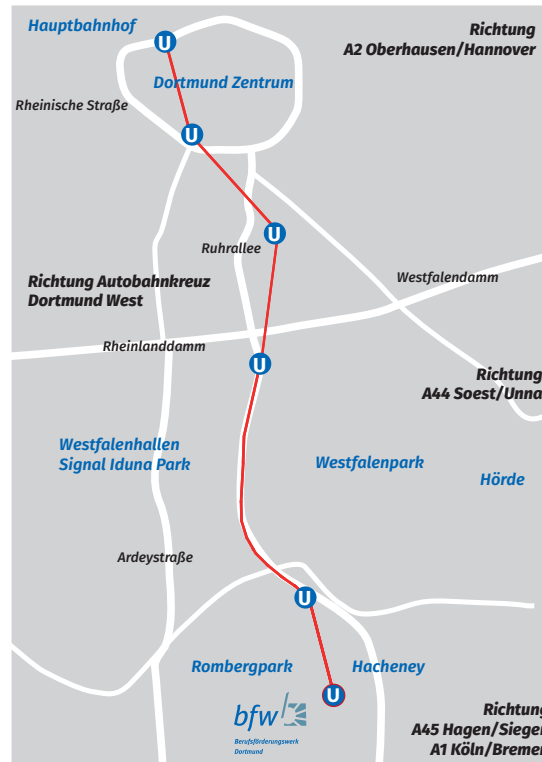 Hauptbahnhof
Richtung
A2 Oberhausen/Hannover
U
Dortmund Zentrum
Rheinische Straße
U
U
Ruhrallee
Richtung Autobahnkreuz
Dortmund West
Westfalendamm
Rheinlanddamm
U
Richtung
A44 Soest/Unna
Westfalenhallen
Signal Iduna Park
Westfalenpark
Hörde
Ardeystraße
U
Rombergpark
Hacheney
U
bfw
Berufsförderungswerk
Dortmund
Richtung
A45 Hagen/Siegen
A1 Köln/Bremen